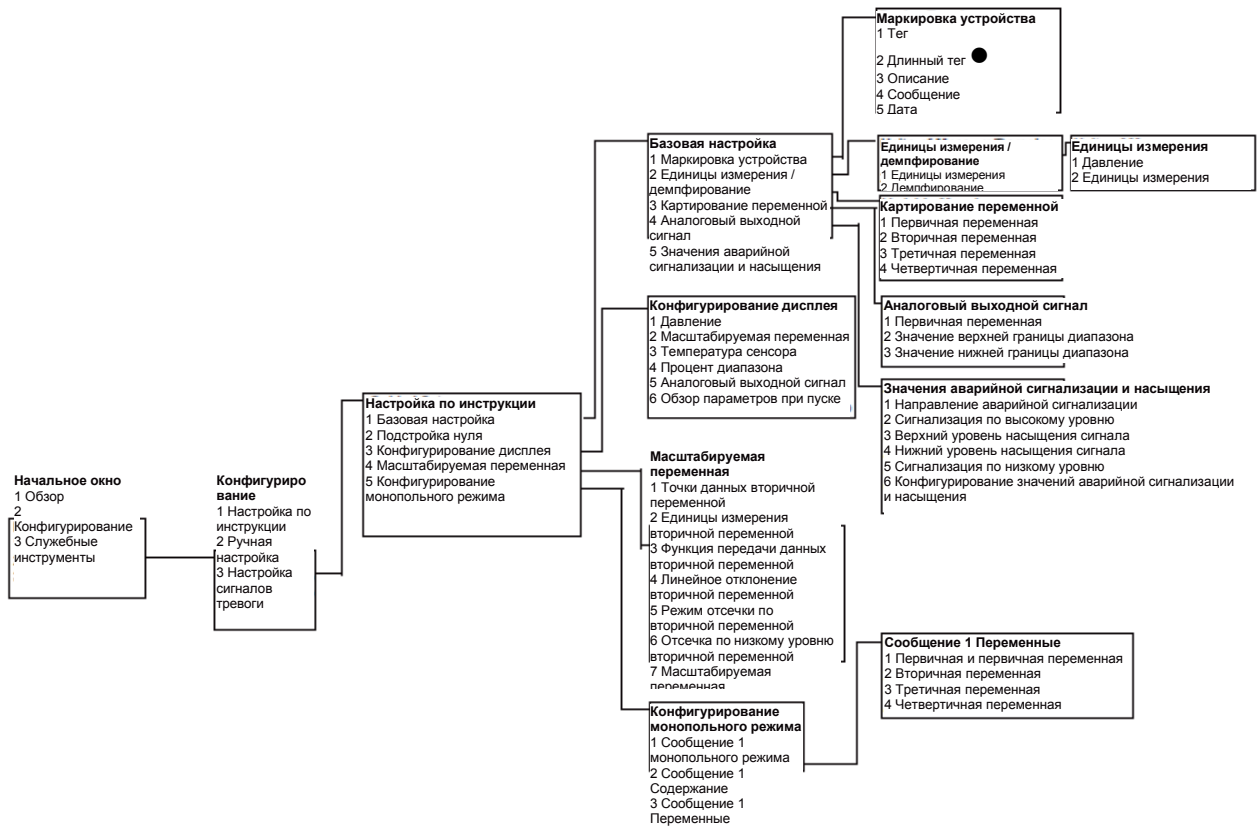 Маркировка устройства
1 Тег
2 Длинный тег
3 Описание
4 Сообщение
5 Дата
Базовая настройка
1 Маркировка устройства
2 Единицы измерения /
демпфирование
3 Картирование переменной
4 Аналоговый выходной
сигнал
5 Значения аварийной
сигнализации и насыщения
Единицы измерения /
демпфирование
1 Единицы измерения
2 Демпфирование
Единицы измерения
1 Давление
2 Единицы измерения
Картирование переменной
1 Первичная переменная
2 Вторичная переменная
3 Третичная переменная
4 Четвертичная переменная
Конфигурирование дисплея
1 Давление
2 Масштабируемая переменная
3 Температура сенсора
4 Процент диапазона
5 Аналоговый выходной сигнал
6 Обзор параметров при пуске
Аналоговый выходной сигнал
1 Первичная переменная
2 Значение верхней границы диапазона
3 Значение нижней границы диапазона
Значения аварийной сигнализации и насыщения
1 Направление аварийной сигнализации
2 Сигнализация по высокому уровню
3 Верхний уровень насыщения сигнала
4 Нижний уровень насыщения сигнала
5 Сигнализация по низкому уровню
6 Конфигурирование значений аварийной сигнализации
и насыщения
Настройка по инструкции
1 Базовая настройка
2 Подстройка нуля
3 Конфигурирование дисплея
4 Масштабируемая переменная
5 Конфигурирование
монопольного режима
Начальное окно
1 Обзор
2
Конфигурирование
3 Служебные
инструменты
Конфигуриро
вание
1 Настройка по
инструкции
2 Ручная
настройка
3 Настройка
сигналов
тревоги
Масштабируемая
переменная
1 Точки данных вторичной
переменной
2 Единицы измерения
вторичной переменной
3 Функция передачи данных
вторичной переменной
4 Линейное отклонение
вторичной переменной
5 Режим отсечки по
вторичной переменной
6 Отсечка по низкому уровню
вторичной переменной
7 Масштабируемая
переменная
Сообщение 1 Переменные
1 Первичная и первичная переменная
2 Вторичная переменная
3 Третичная переменная
4 Четвертичная переменная
Конфигурирование
монопольного режима
1 Сообщение 1
монопольного режима
2 Сообщение 1
Содержание
3 Сообщение 1
Переменные